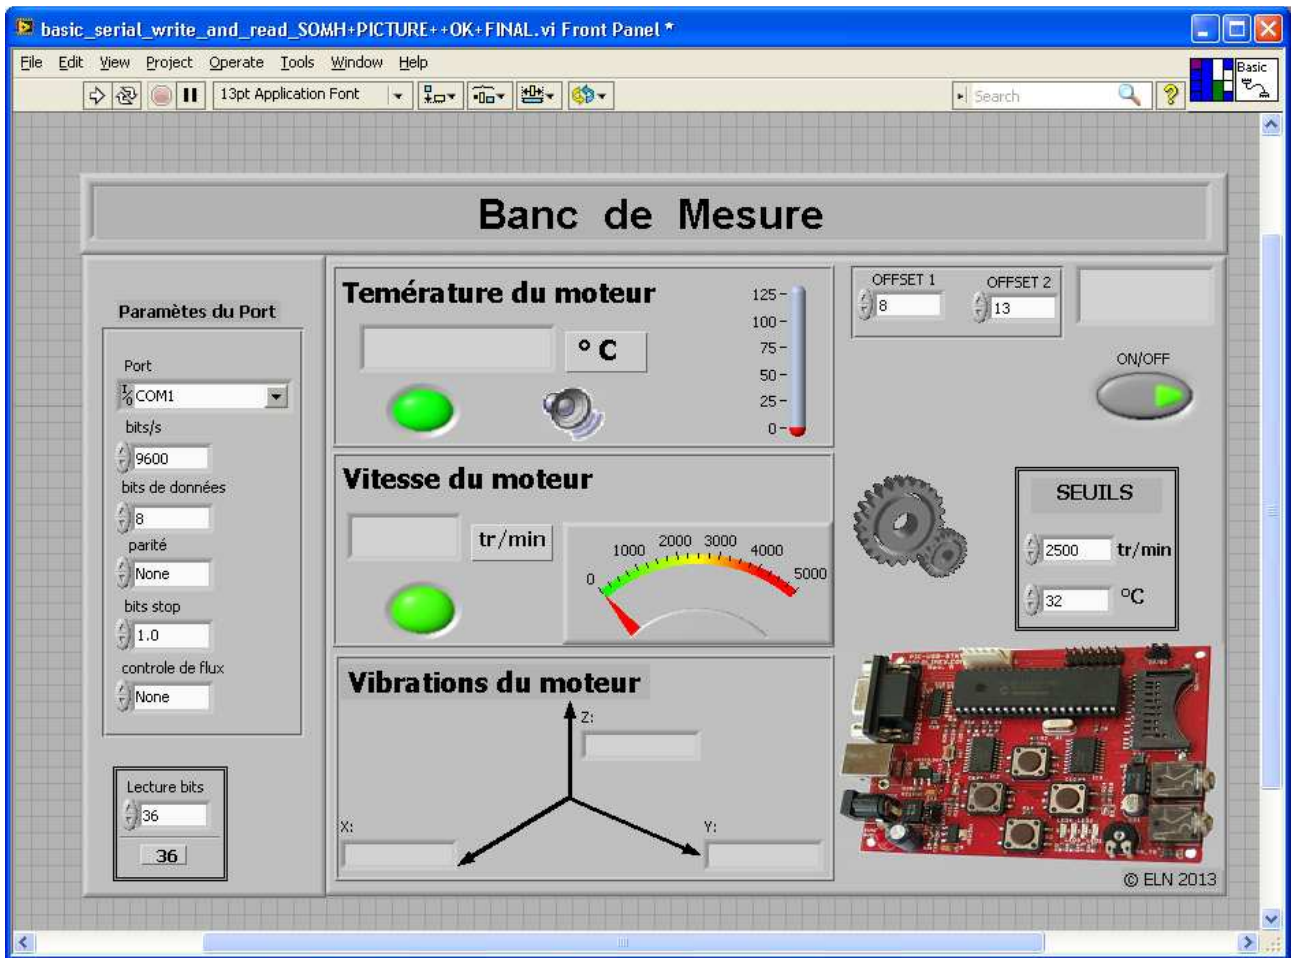 basic_serial_write_and_read_SOMH+PICTURE++OK+FINAL.vi Front Panel *
File Edit View Project Operate Tools Window Help
13pt Application Font
Search
Basic
Banc de Mesure
Paramètes du Port
Port
COM1
bits/s
9600
bits de données
8
parité
None
bits stop
1.0
controle de flux
None
Lecture bits
36
36
Temérature du moteur
° C
125
100
75
50
25
0
Vitesse du moteur
tr/min
0 1000 2000 3000 4000 5000
Vibrations du moteur
Z:
X:
Y:
OFFSET 1
8
OFFSET 2
13
ON/OFF
SEUILS
2500 tr/min
32 °C
© ELN 2013